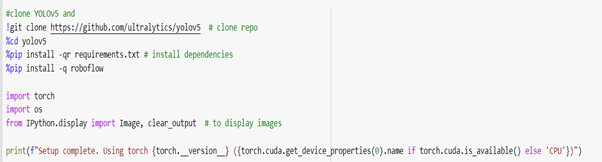 #clone YOLOv5 and
!git clone https://github.com/ultralytics/yolov5 # clone repo
%cd yolov5
%pip install -qr requirements.txt # install dependencies
%pip install -q roboflow
import torch
import os
from IPython.display import Image, clear_output # to display images
print(f"Setup complete. Using torch {torch.__version__} ({torch.cuda.get_device_properties(0).name if torch.cuda.is_available() else 'CPU'})")